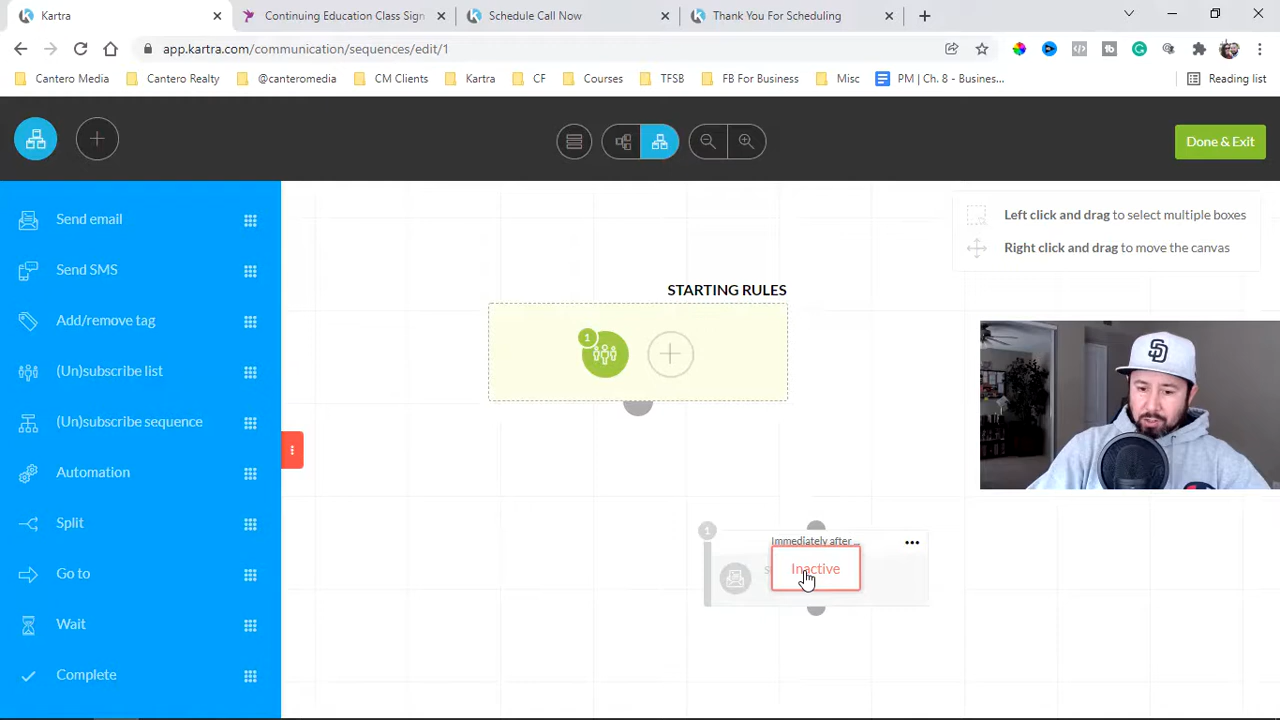 Kartra
Continuing Education Class Sign
Schedule Call Now
Thank You For Scheduling
app.kartra.com/communication/sequences/edit/1
Cantero Media
Cantero Realty
@canteromedia
CM Clients
Kartra
CF
Courses
TFSB
FB For Business
Misc
PM | Ch. 8 - Busines...
Reading list
Done & Exit
Send email
Send SMS
Add/remove tag
(Un)subscribe list
(Un)subscribe sequence
Automation
Split
Go to
Wait
Complete
Left click and drag to select multiple boxes
Right click and drag to move the canvas
STARTING RULES
1
1
Immediately after ...
Inactive